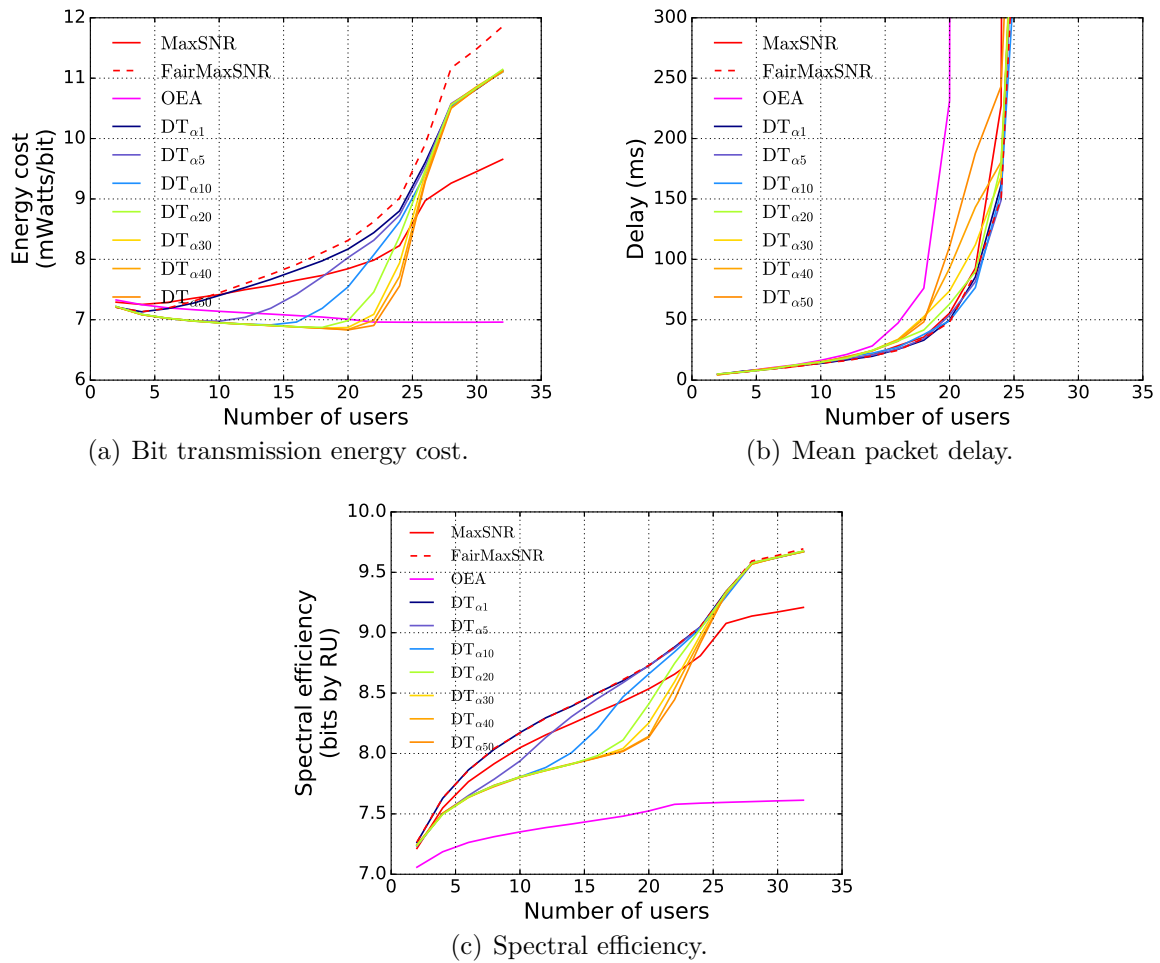 12
11
10
9
8
7
6
0 5 10 15 20 25 30 35
Energy cost
(mWatts/bit)
Number of users
MaxSNR
FairMaxSNR
OEA
DTα1
DTα5
DTα10
DTα20
DTα30
DTα40
DTα50
(a) Bit transmission energy cost.
300
250
200
150
100
50
0
0 5 10 15 20 25 30 35
Delay (ms)
Number of users
MaxSNR
FairMaxSNR
OEA
DTα1
DTα5
DTα10
DTα20
DTα30
DTα40
DTα50
(b) Mean packet delay.
10.0
9.5
9.0
8.5
8.0
7.5
7.0
0 5 10 15 20 25 30 35
Spectral efficiency
(bits by RU)
Number of users
MaxSNR
FairMaxSNR
OEA
DTα1
DTα5
DTα10
DTα20
DTα30
DTα40
DTα50
(c) Spectral efficiency.